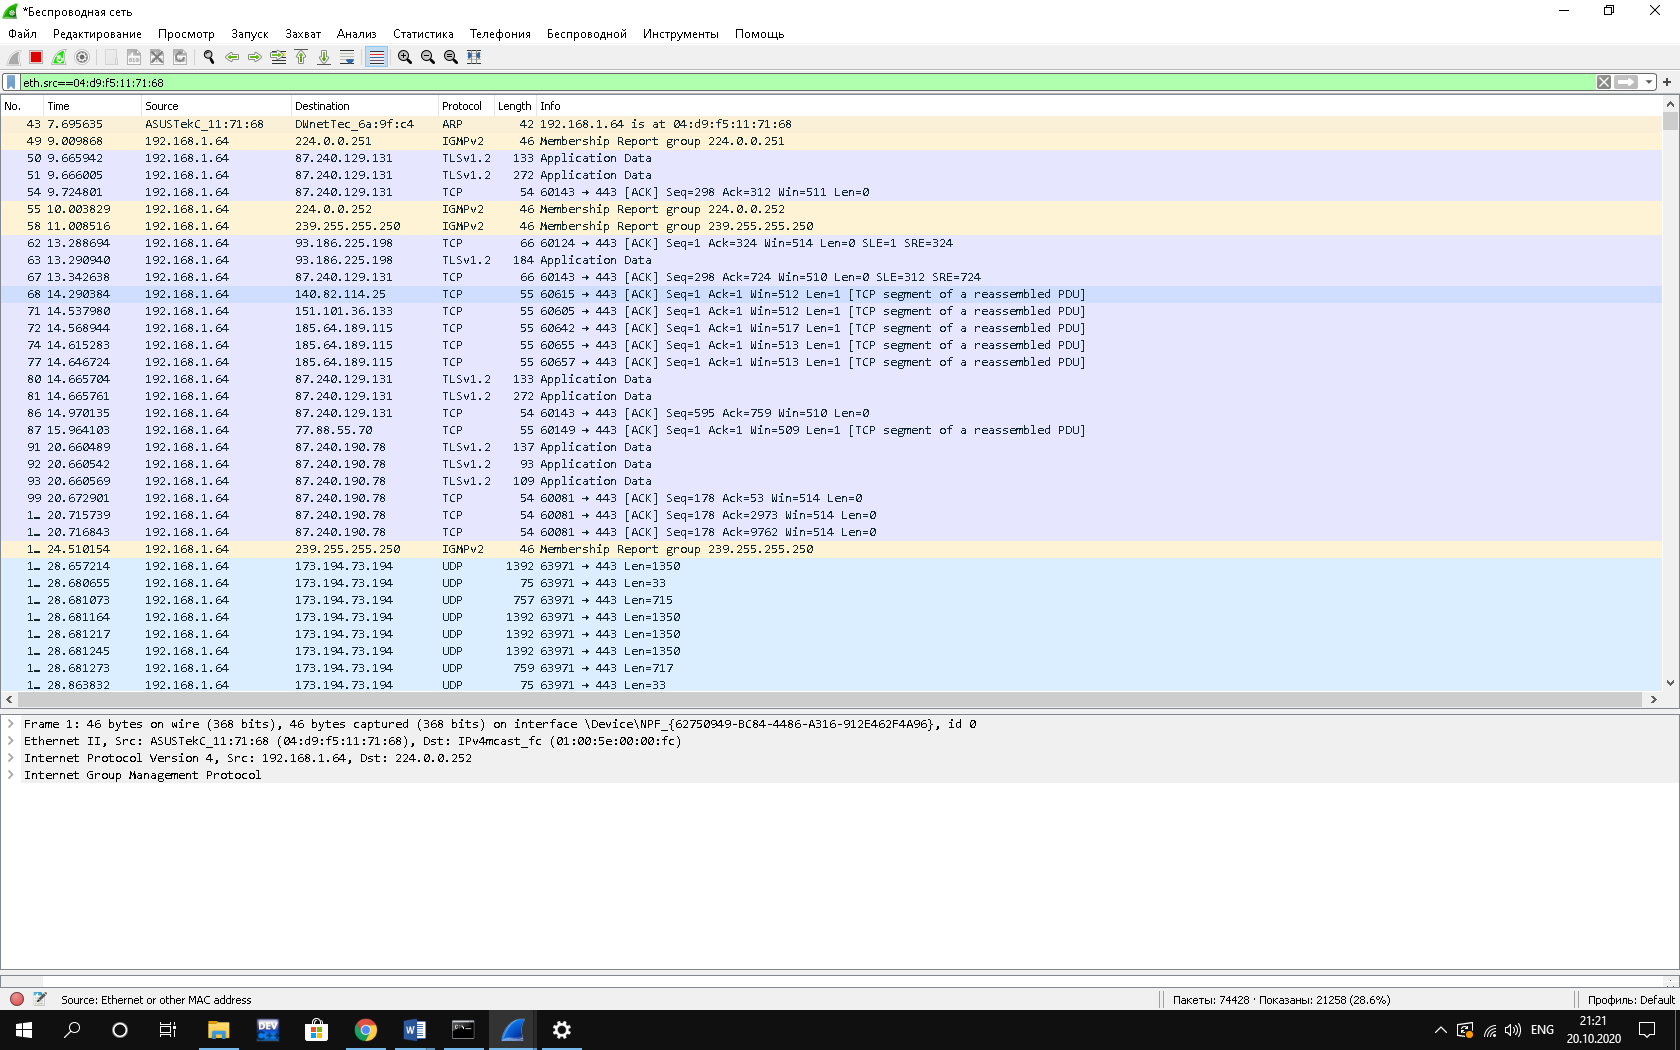 *Беспроводная сеть
Файл Редактирование Просмотр Запуск Захват Анализ Статистика Телефония Беспроводной Инструменты Помощь
eth.src==04:d9:f5:11:71:68
No. Time Source Destination Protocol Length Info
43 7.695635 ASUSTekC_11:71:68 DWnetTec_6a:9f:c4 ARP 42 192.168.1.64 is at 04:d9:f5:11:71:68
49 9.009868 192.168.1.64 224.0.0.251 IGMPv2 46 Membership Report group 224.0.0.251
50 9.665942 192.168.1.64 87.240.129.131 TLSv1.2 133 Application Data
51 9.666005 192.168.1.64 87.240.129.131 TLSv1.2 272 Application Data
54 9.724801 192.168.1.64 87.240.129.131 TCP 54 60143 → 443 [ACK] Seq=298 Ack=312 Win=511 Len=0
55 10.003829 192.168.1.64 224.0.0.252 IGMPv2 46 Membership Report group 224.0.0.252
58 11.008516 192.168.1.64 239.255.255.250 IGMPv2 46 Membership Report group 239.255.255.250
62 13.288694 192.168.1.64 93.186.225.198 TCP 66 60124 → 443 [ACK] Seq=1 Ack=324 Win=514 Len=0 SLE=1 SRE=324
63 13.290940 192.168.1.64 93.186.225.198 TLSv1.2 184 Application Data
67 13.342638 192.168.1.64 87.240.129.131 TCP 66 60143 → 443 [ACK] Seq=298 Ack=724 Win=510 Len=0 SLE=312 SRE=724
68 14.290384 192.168.1.64 140.82.114.25 TCP 55 60615 → 443 [ACK] Seq=1 Ack=1 Win=512 Len=1 [TCP segment of a reassembled PDU]
71 14.537980 192.168.1.64 151.101.36.133 TCP 55 60605 → 443 [ACK] Seq=1 Ack=1 Win=512 Len=1 [TCP segment of a reassembled PDU]
72 14.568944 192.168.1.64 185.64.189.115 TCP 55 60642 → 443 [ACK] Seq=1 Ack=1 Win=517 Len=1 [TCP segment of a reassembled PDU]
74 14.615283 192.168.1.64 185.64.189.115 TCP 55 60655 → 443 [ACK] Seq=1 Ack=1 Win=513 Len=1 [TCP segment of a reassembled PDU]
77 14.646724 192.168.1.64 185.64.189.115 TCP 55 60657 → 443 [ACK] Seq=1 Ack=1 Win=513 Len=1 [TCP segment of a reassembled PDU]
80 14.665704 192.168.1.64 87.240.129.131 TLSv1.2 133 Application Data
81 14.665761 192.168.1.64 87.240.129.131 TLSv1.2 272 Application Data
86 14.970135 192.168.1.64 87.240.129.131 TCP 54 60143 → 443 [ACK] Seq=595 Ack=759 Win=510 Len=0
87 15.964103 192.168.1.64 77.88.55.70 TCP 55 60149 → 443 [ACK] Seq=1 Ack=1 Win=509 Len=1 [TCP segment of a reassembled PDU]
91 20.660489 192.168.1.64 87.240.190.78 TLSv1.2 137 Application Data
92 20.660542 192.168.1.64 87.240.190.78 TLSv1.2 93 Application Data
93 20.660569 192.168.1.64 87.240.190.78 TLSv1.2 109 Application Data
99 20.672901 192.168.1.64 87.240.190.78 TCP 54 60081 → 443 [ACK] Seq=178 Ack=53 Win=514 Len=0
1… 20.715739 192.168.1.64 87.240.190.78 TCP 54 60081 → 443 [ACK] Seq=178 Ack=2973 Win=514 Len=0
1… 20.716843 192.168.1.64 87.240.190.78 TCP 54 60081 → 443 [ACK] Seq=178 Ack=9762 Win=514 Len=0
1… 24.510154 192.168.1.64 239.255.255.250 IGMPv2 46 Membership Report group 239.255.255.250
1… 28.657214 192.168.1.64 173.194.73.194 UDP 1392 63971 → 443 Len=1350
1… 28.680655 192.168.1.64 173.194.73.194 UDP 75 63971 → 443 Len=33
1… 28.681073 192.168.1.64 173.194.73.194 UDP 757 63971 → 443 Len=715
1… 28.681164 192.168.1.64 173.194.73.194 UDP 1392 63971 → 443 Len=1350
1… 28.681217 192.168.1.64 173.194.73.194 UDP 1392 63971 → 443 Len=1350
1… 28.681245 192.168.1.64 173.194.73.194 UDP 1392 63971 → 443 Len=1350
1… 28.681273 192.168.1.64 173.194.73.194 UDP 759 63971 → 443 Len=717
1… 28.863832 192.168.1.64 173.194.73.194 UDP 75 63971 → 443 Len=33
Frame 1: 46 bytes on wire (368 bits), 46 bytes captured (368 bits) on interface \Device\NPF_{62750949-BC84-4486-A316-912E462F4A96}, id 0
Ethernet II, Src: ASUSTekC_11:71:68 (04:d9:f5:11:71:68), Dst: IPv4mcast_fc (01:00:5e:00:00:fc)
Internet Protocol Version 4, Src: 192.168.1.64, Dst: 224.0.0.252
Internet Group Management Protocol
Source: Ethernet or other MAC address Пакеты: 74428 · Показаны: 21258 (28.6%) Профиль: Default
DEV ENG 21:21
20.10.2020